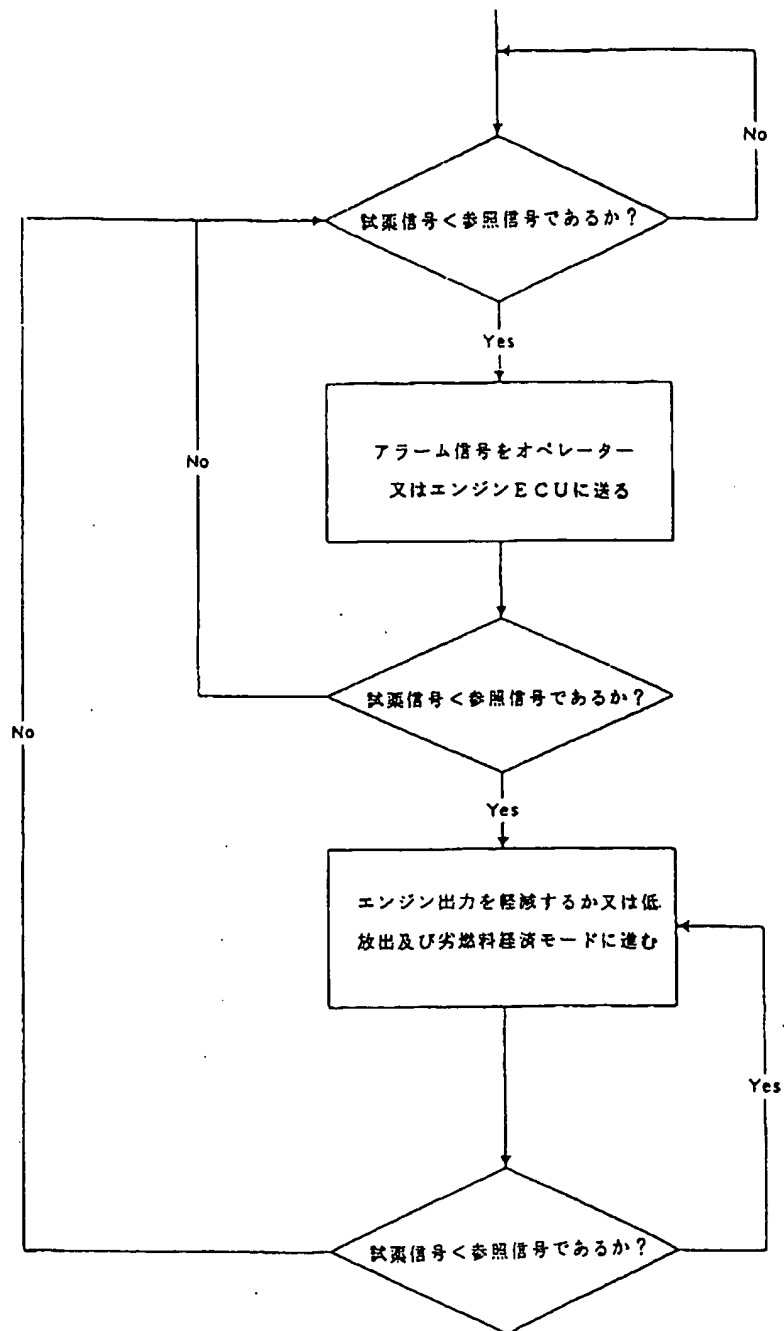 No
試薬信号<参照信号であるか?
Yes
アラーム信号をオペレーター
又はエンジンECUに送る
No
試薬信号<参照信号であるか?
No
Yes
エンジン出力を軽減するか又は低
放出及び劣燃料経済モードに進む
Yes
試薬信号<参照信号であるか?